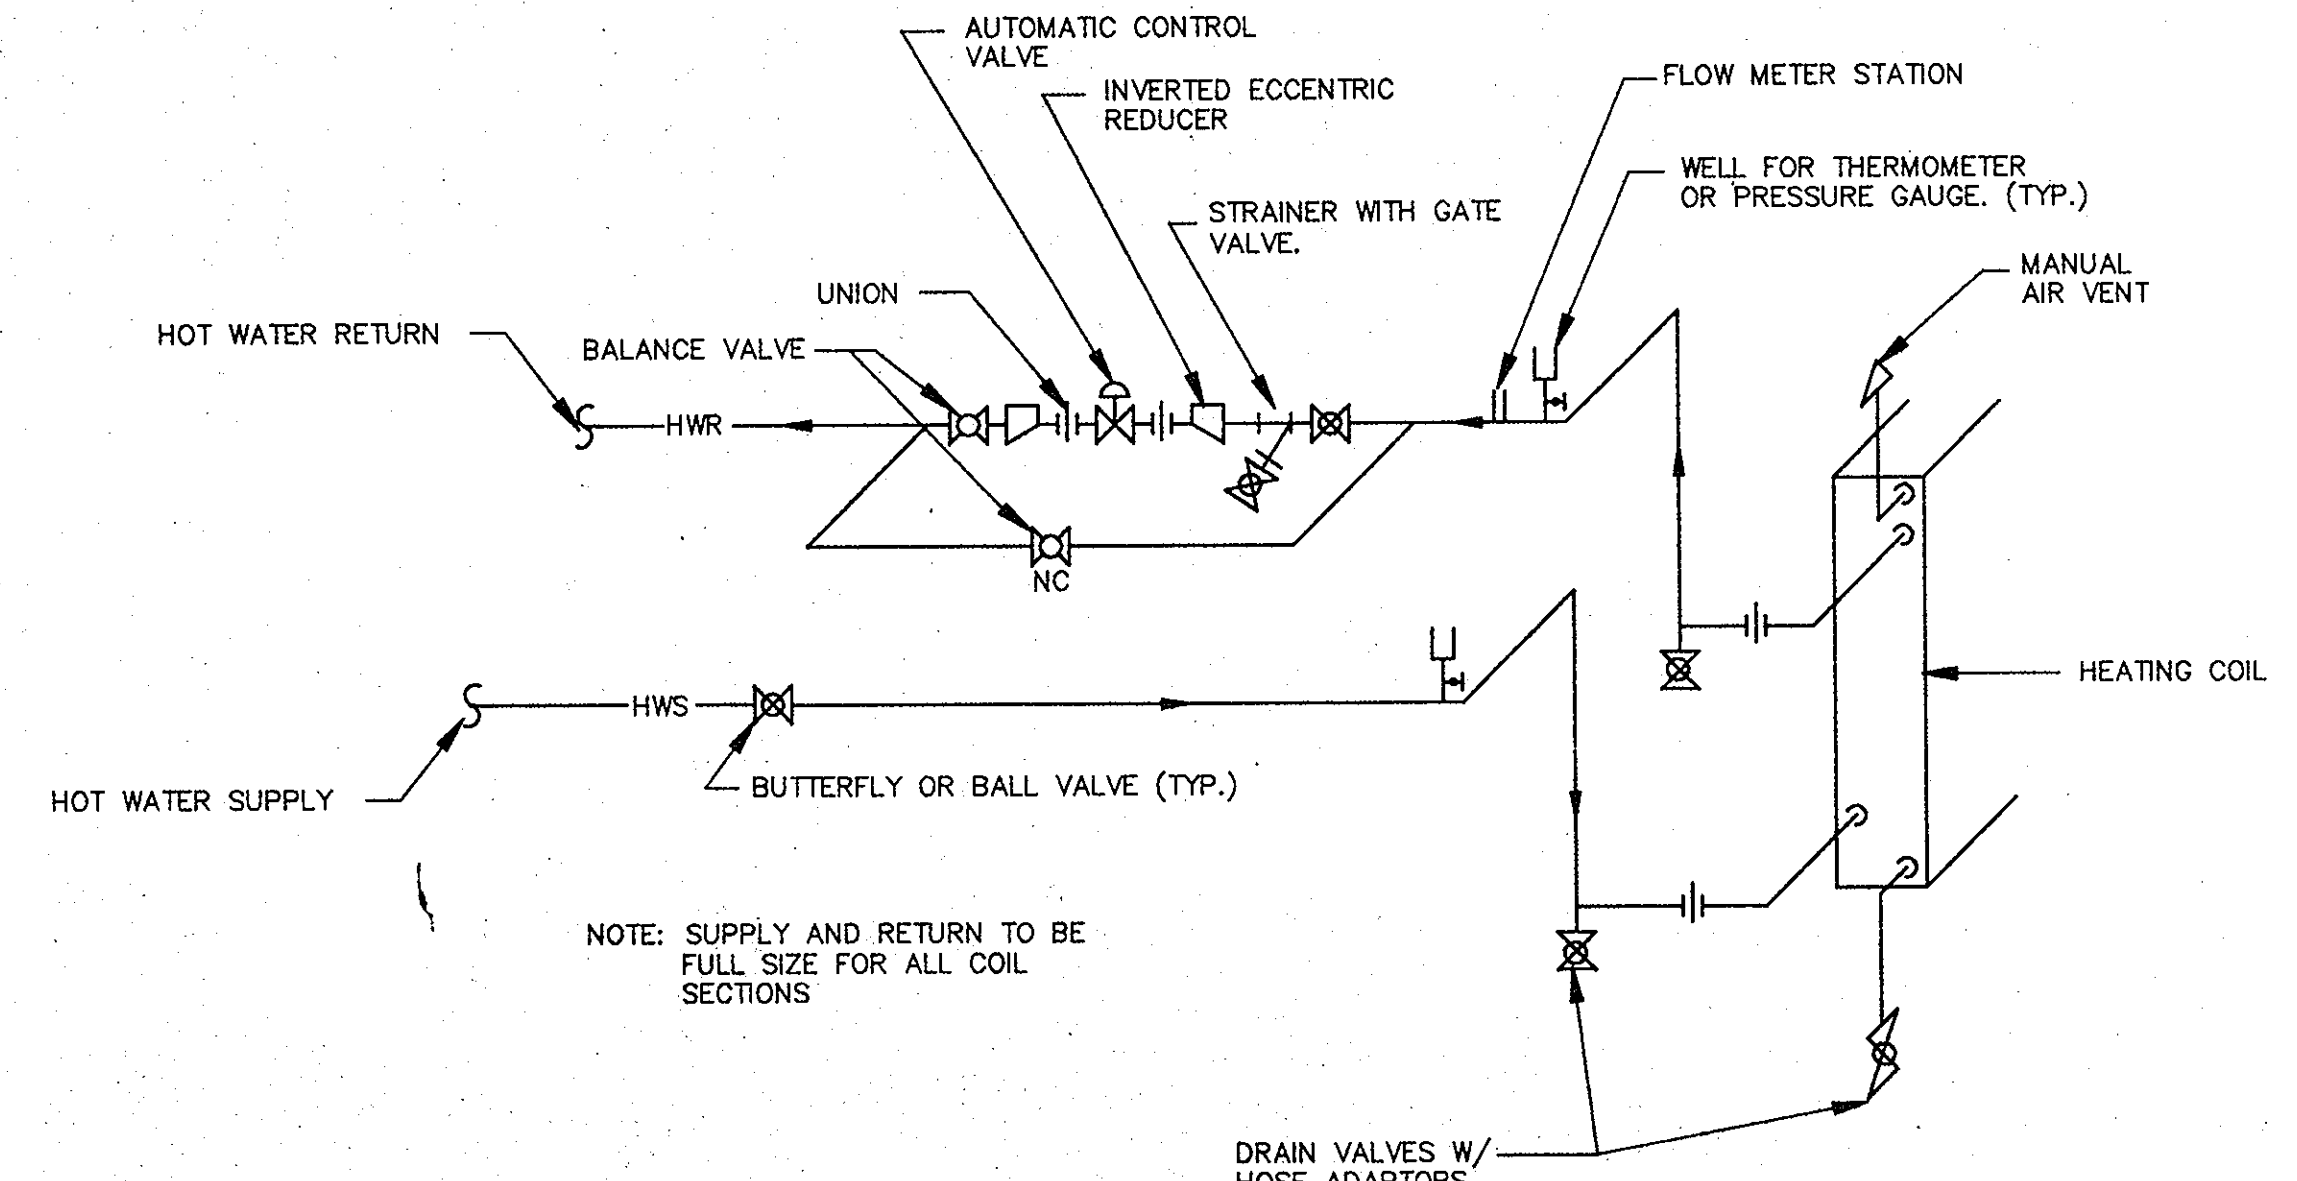 AUTOMATIC CONTROL
VALVE
INVERTED ECCENTRIC
REDUCER
FLOW METER STATION
WELL FOR THERMOMETER
OR PRESSURE GAUGE. (TYP.)
STRAINER WITH GATE
VALVE.
MANUAL
AIR VENT
UNION
HOT WATER RETURN
BALANCE VALVE
HWR
NC
HEATING COIL
HWS
BUTTERFLY OR BALL VALVE (TYP.)
HOT WATER SUPPLY
NOTE: SUPPLY AND RETURN TO BE
FULL SIZE FOR ALL COIL
SECTIONS
DRAIN VALVES W/
HOSE ADAPTORS